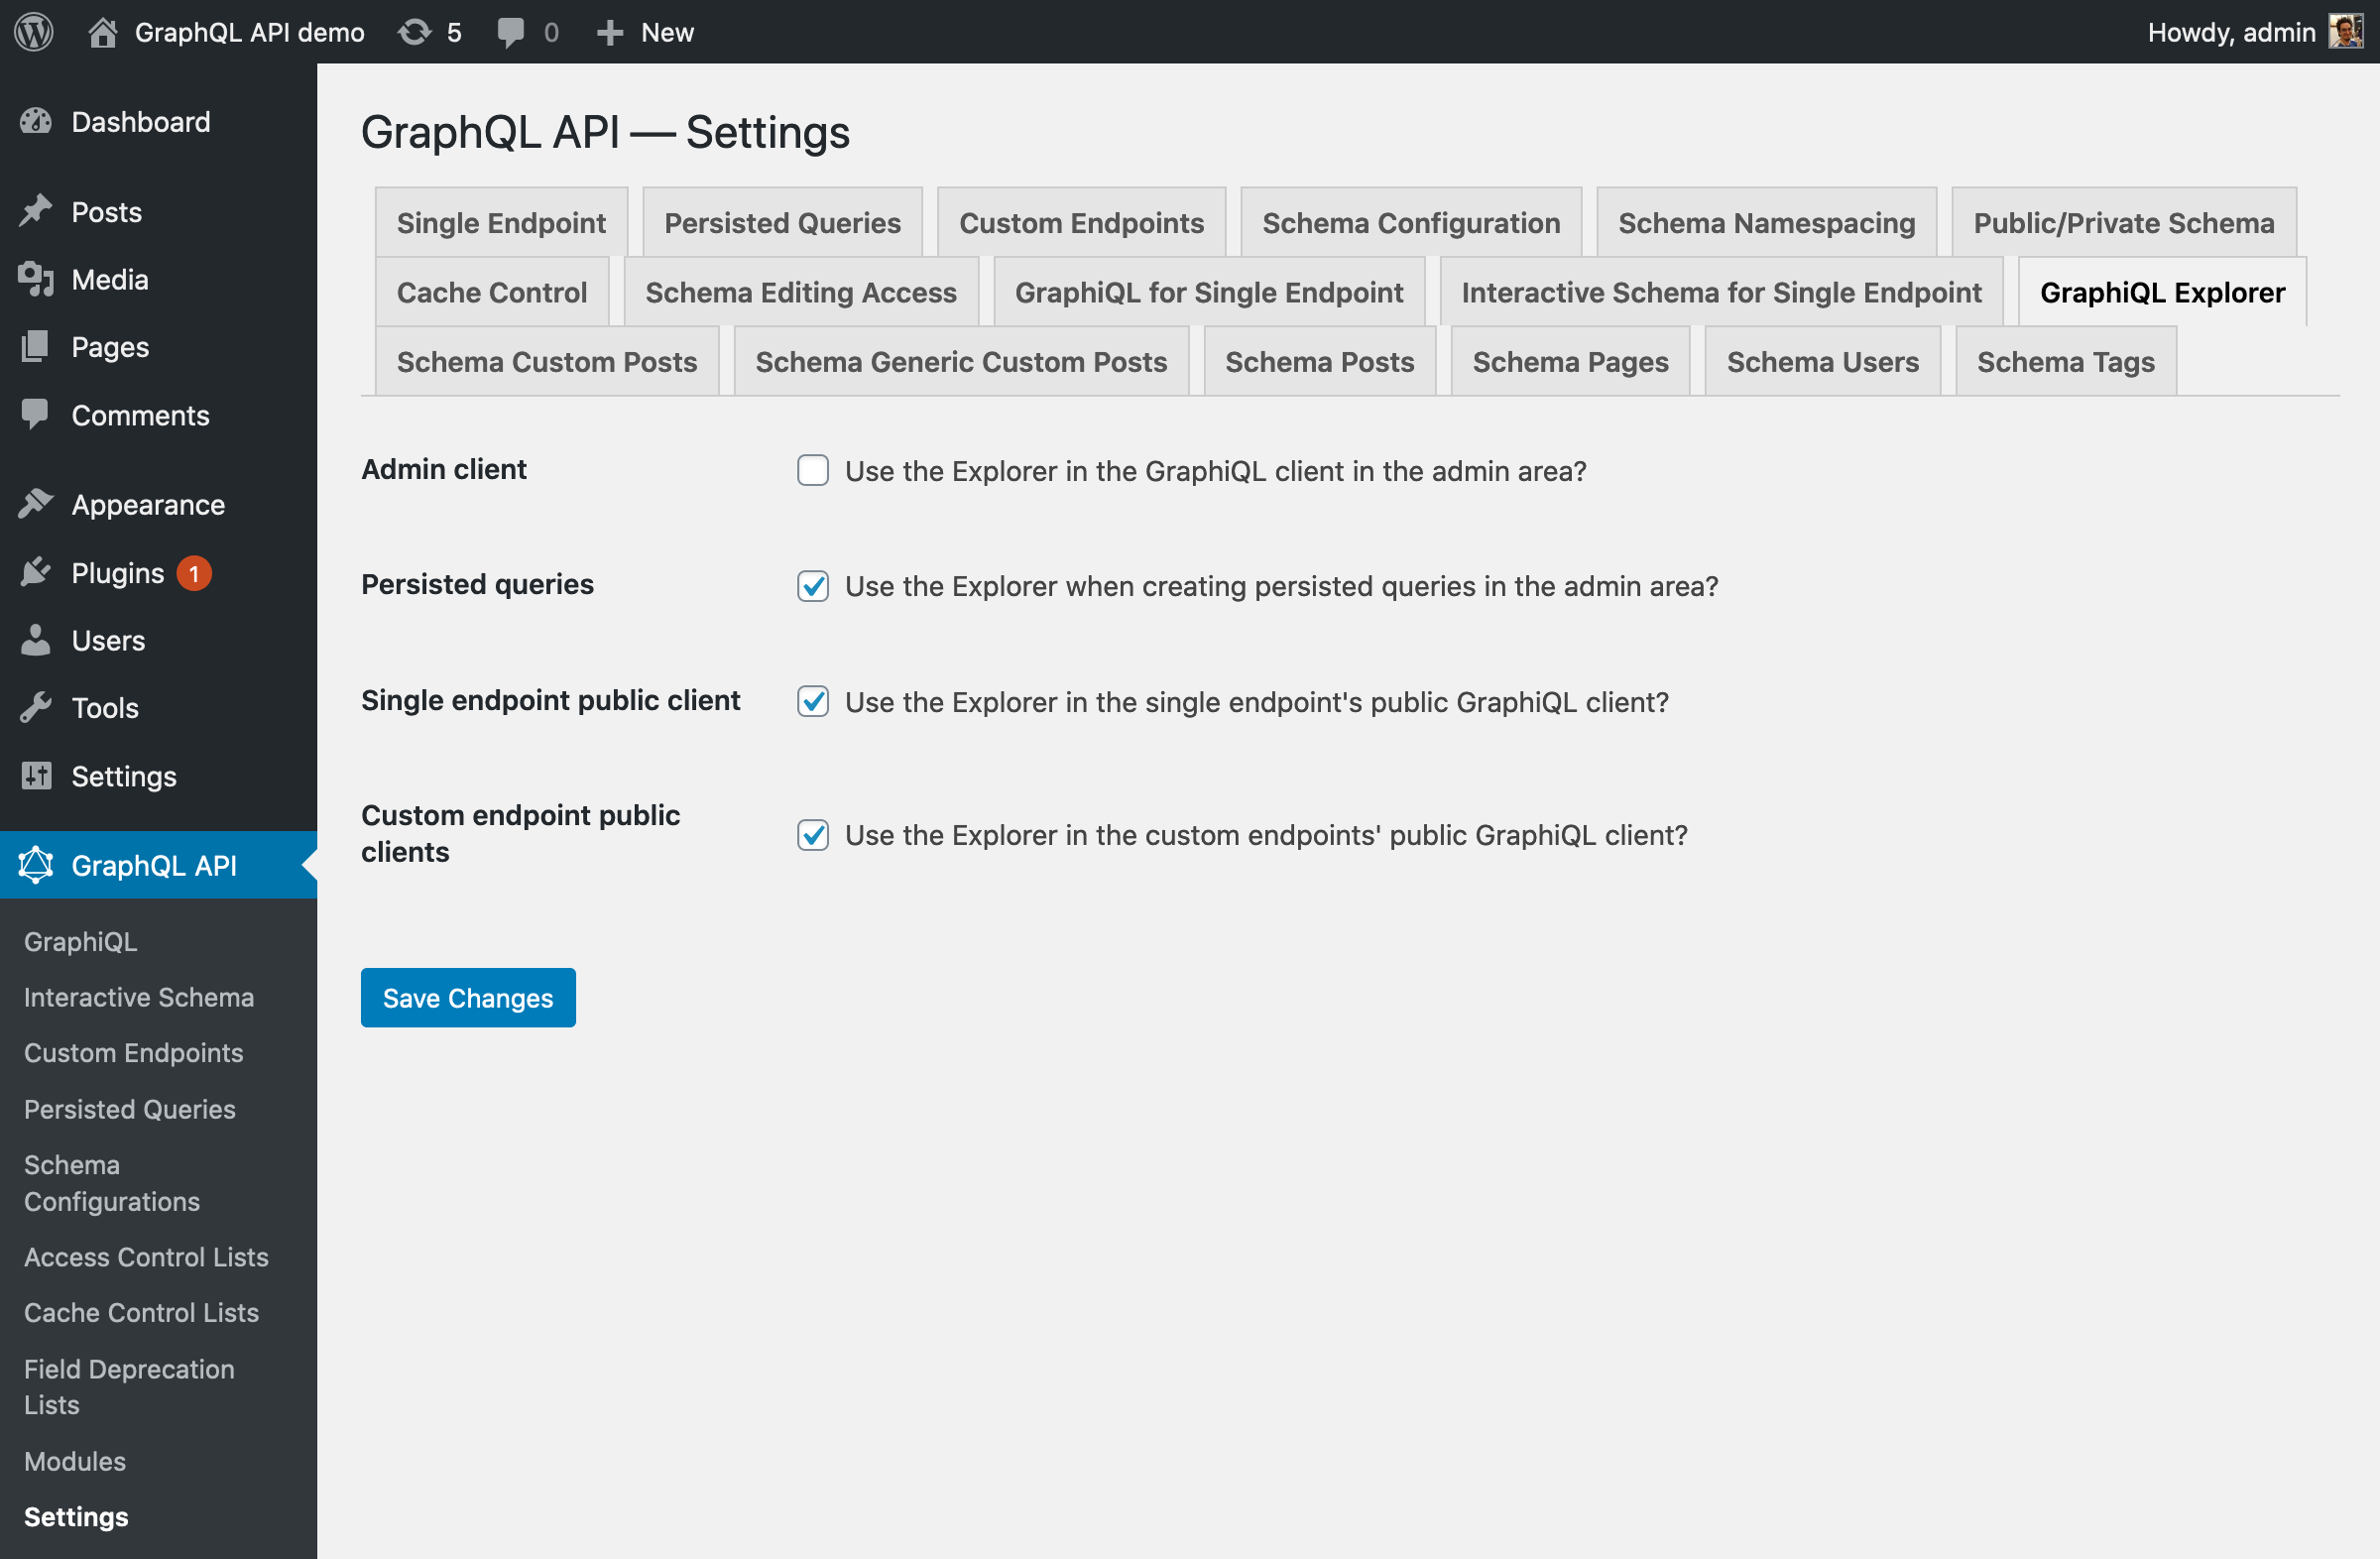 GraphQL API demo 5 0 New Howdy, admin
Dashboard
Posts
Media
Pages
Comments
Appearance
Plugins 1
Users
Tools
Settings
GraphQL API
GraphiQL
Interactive Schema
Custom Endpoints
Persisted Queries
Schema
Configurations
Access Control Lists
Cache Control Lists
Field Deprecation
Lists
Modules
Settings
GraphQL API — Settings
Single Endpoint Persisted Queries Custom Endpoints Schema Configuration Schema Namespacing Public/Private Schema
Cache Control Schema Editing Access GraphiQL for Single Endpoint Interactive Schema for Single Endpoint GraphiQL Explorer
Schema Custom Posts Schema Generic Custom Posts Schema Posts Schema Pages Schema Users Schema Tags
Admin client Use the Explorer in the GraphiQL client in the admin area?
Persisted queries Use the Explorer when creating persisted queries in the admin area?
Single endpoint public client Use the Explorer in the single endpoint's public GraphiQL client?
Custom endpoint public
clients
Use the Explorer in the custom endpoints' public GraphiQL client?
Save Changes